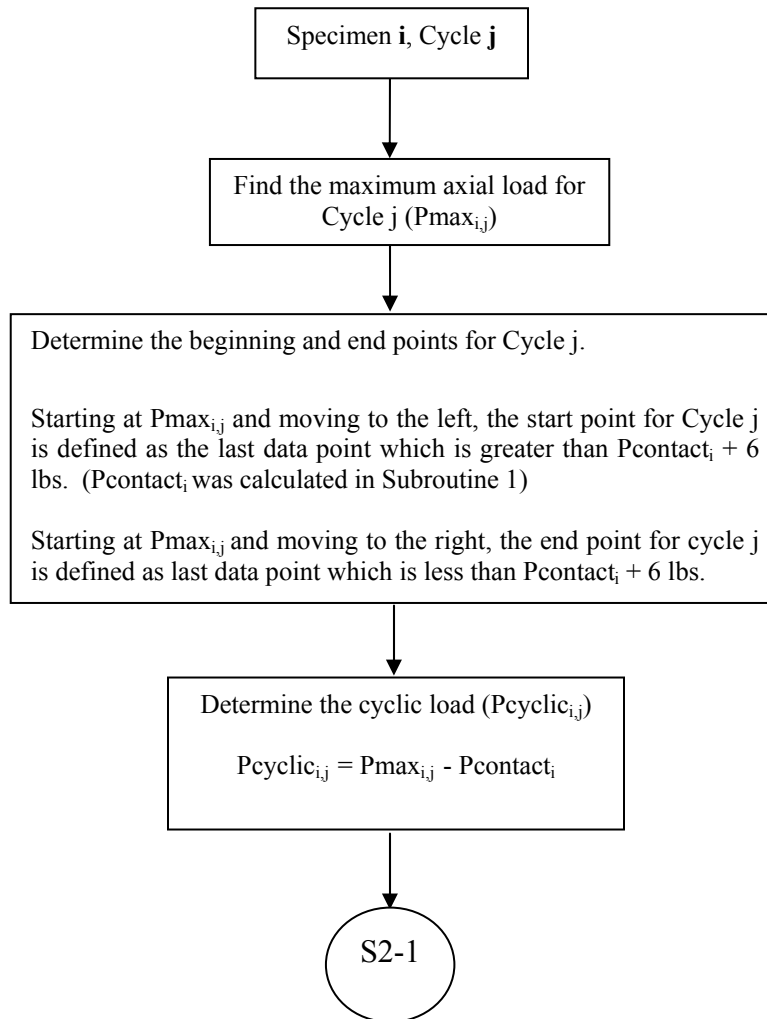 Specimen i, Cycle j
Find the maximum axial load for
Cycle j (Pmaxi,j)
Determine the beginning and end points for Cycle j.
Starting at Pmaxi,j and moving to the left, the start point for Cycle j
is defined as the last data point which is greater than Pcontacti + 6
lbs. (Pcontacti was calculated in Subroutine 1)
Starting at Pmaxi,j and moving to the right, the end point for cycle j
is defined as last data point which is less than Pcontacti + 6 lbs.
Determine the cyclic load (Pcyclici,j)
Pcyclici,j = Pmaxi,j - Pcontacti
S2-1